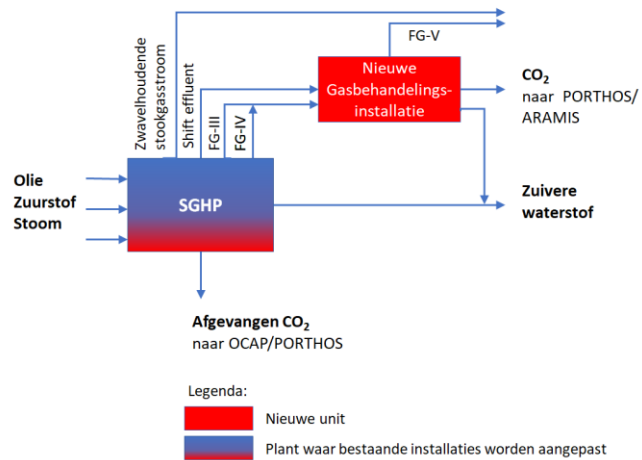 FG-V
Zwavelhoudende
stookgasstroom
Shift effluent
FG-III
FG-IV
Nieuwe
Gasbehandelings-
installatie
CO₂
naar PORTHOS/
ARAMIS
Olie
Zuurstof
Stoom
SGHP
Zuivere
waterstof
Afgevangen CO₂
naar OCAP/PORTHOS
Legenda:
Nieuwe unit
Plant waar bestaande installaties worden aangepast